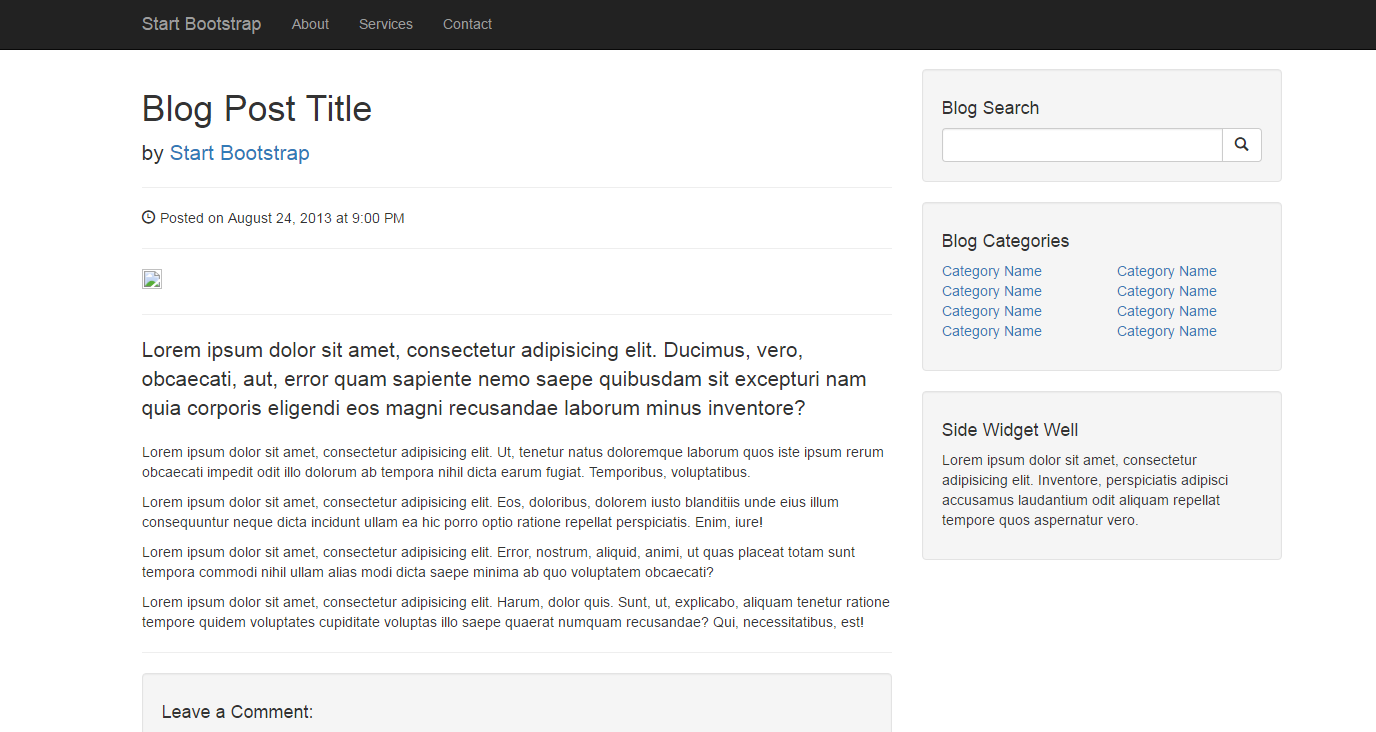 Start Bootstrap About Services Contact
Blog Post Title
by Start Bootstrap
Posted on August 24, 2013 at 9:00 PM
Lorem ipsum dolor sit amet, consectetur adipisicing elit. Ducimus, vero,
obcaecati, aut, error quam sapiente nemo saepe quibusdam sit excepturi nam
quia corporis eligendi eos magni recusandae laborum minus inventore?
Lorem ipsum dolor sit amet, consectetur adipisicing elit. Ut, tenetur natus doloremque laborum quos iste ipsum rerum
obcaecati impedit odit illo dolorum ab tempora nihil dicta earum fugiat. Temporibus, voluptatibus.
Lorem ipsum dolor sit amet, consectetur adipisicing elit. Eos, doloribus, dolorem iusto blanditiis unde eius illum
consequuntur neque dicta incidunt ullam ea hic porro optio ratione repellat perspiciatis. Enim, iure!
Lorem ipsum dolor sit amet, consectetur adipisicing elit. Error, nostrum, aliquid, animi, ut quas placeat totam sunt
tempora commodi nihil ullam alias modi dicta saepe minima ab quo voluptatem obcaecati?
Lorem ipsum dolor sit amet, consectetur adipisicing elit. Harum, dolor quis. Sunt, ut, explicabo, aliquam tenetur ratione
tempore quidem voluptates cupiditate voluptas illo saepe quaerat numquam recusandae? Qui, necessitatibus, est!
Leave a Comment:
Blog Search
Blog Categories
Category Name Category Name
Category Name Category Name
Category Name Category Name
Category Name Category Name
Side Widget Well
Lorem ipsum dolor sit amet, consectetur
adipisicing elit. Inventore, perspiciatis adipisci
accusamus laudantium odit aliquam repellat
tempore quos aspernatur vero.